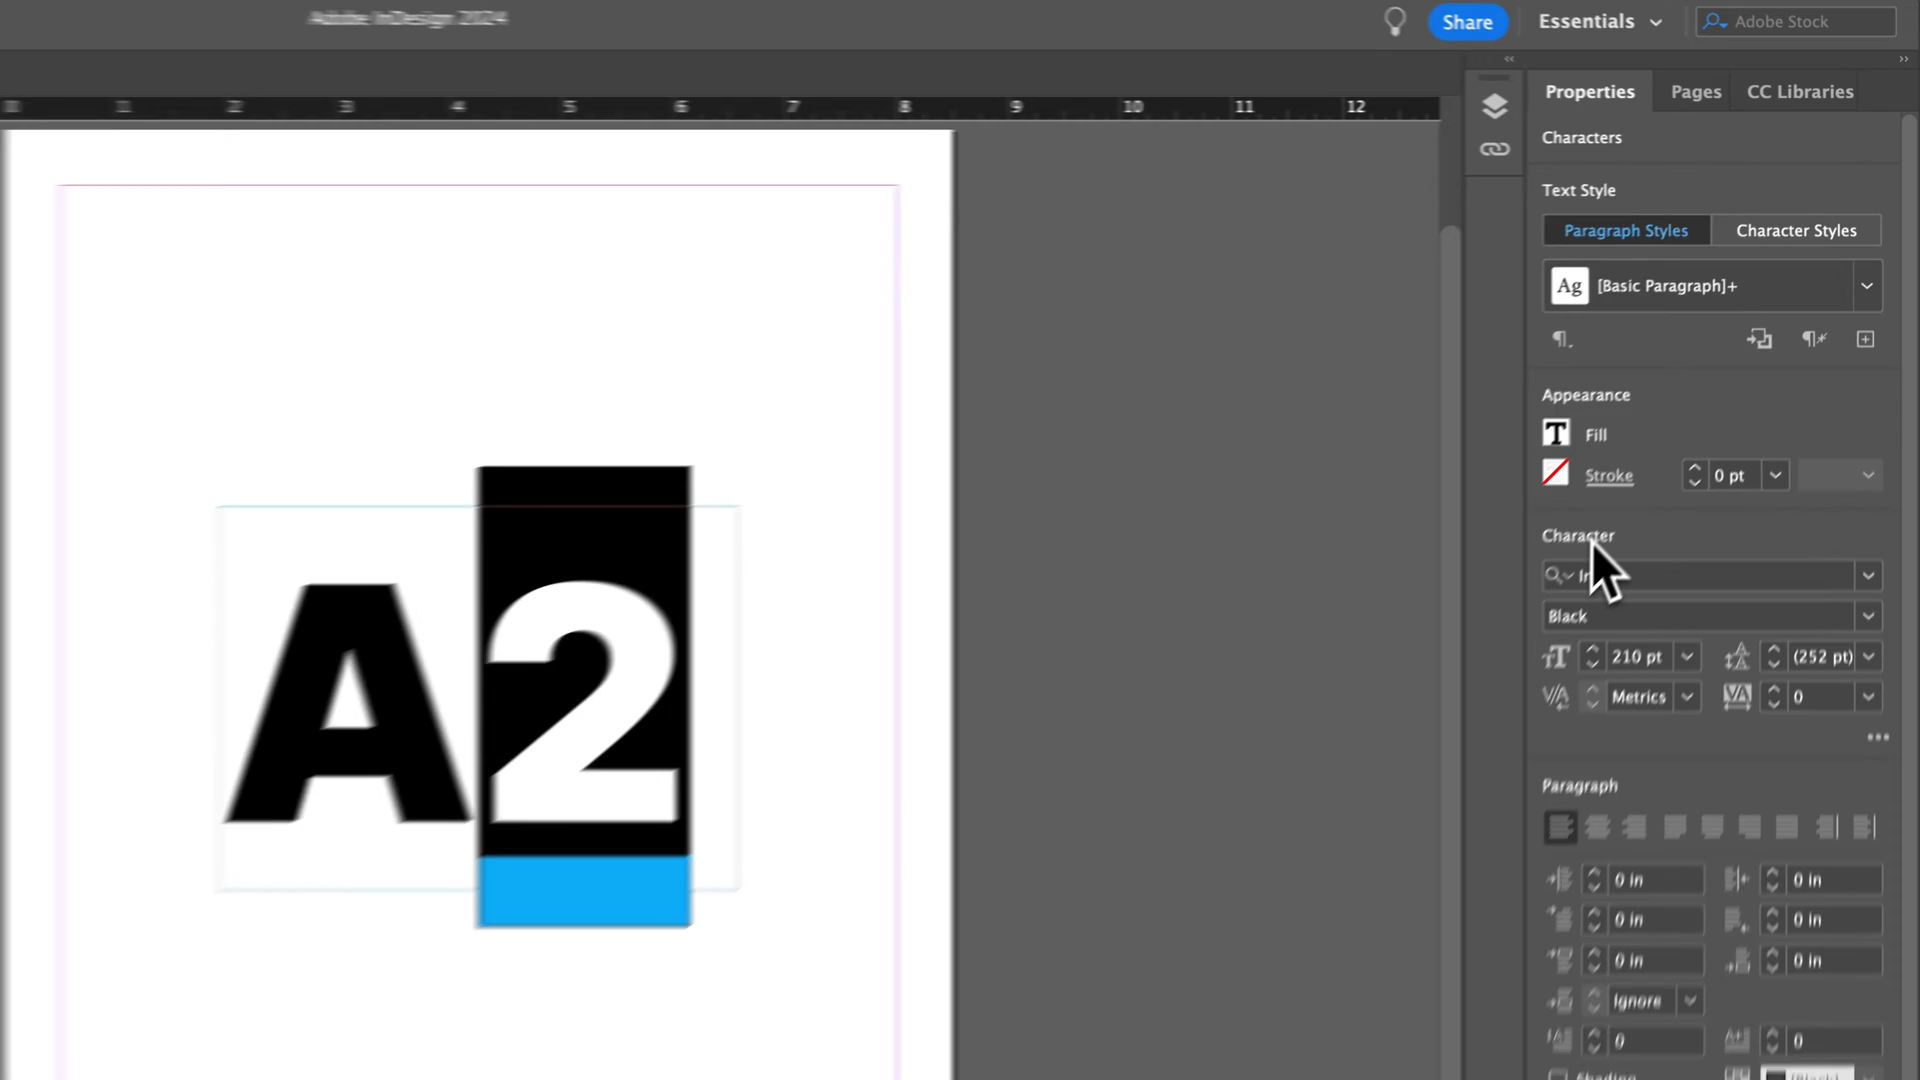 Adobe InDesign 2024
Share
Essentials
Adobe Stock
2 3 4 5 6 7 8 9 10 11 12
Properties Pages CC Libraries
Characters
Text Style
Paragraph Styles Character Styles
Ag [Basic Paragraph]+
Appearance
T Fill
Stroke 0 pt
Character
Black
210 pt (252 pt)
Metrics 0
Paragraph
0 in 0 in
0 in 0 in
0 in 0 in
Ignore
0 0
A2